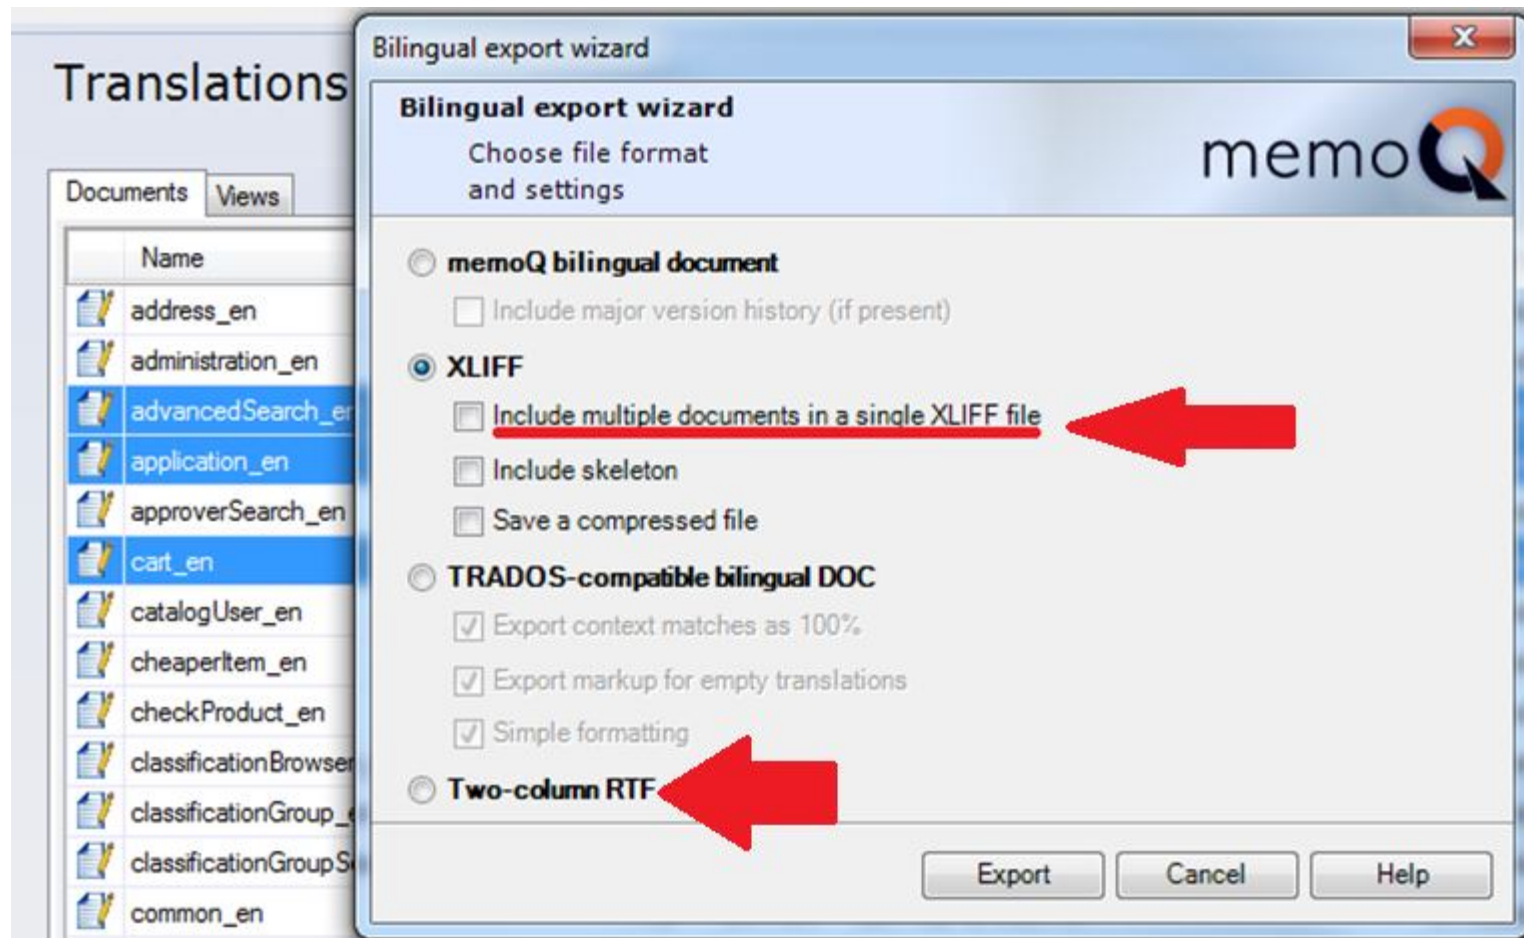 Translations
Documents
Views
Name
address_en
administration_en
advancedSearch_en
application_en
approverSearch_en
cart_en
catalogUser_en
cheaperItem_en
checkProduct_en
classificationBrowser
classificationGroup_
classificationGroupS
common_en
Bilingual export wizard
Bilingual export wizard
Choose file format
and settings
memoQ
memoQ bilingual document
Include major version history (if present)
XLIFF
Include multiple documents in a single XLIFF file
Include skeleton
Save a compressed file
TRADOS-compatible bilingual DOC
Export context matches as 100%
Export markup for empty translations
Simple formatting
Two-column RTF
Export
Cancel
Help